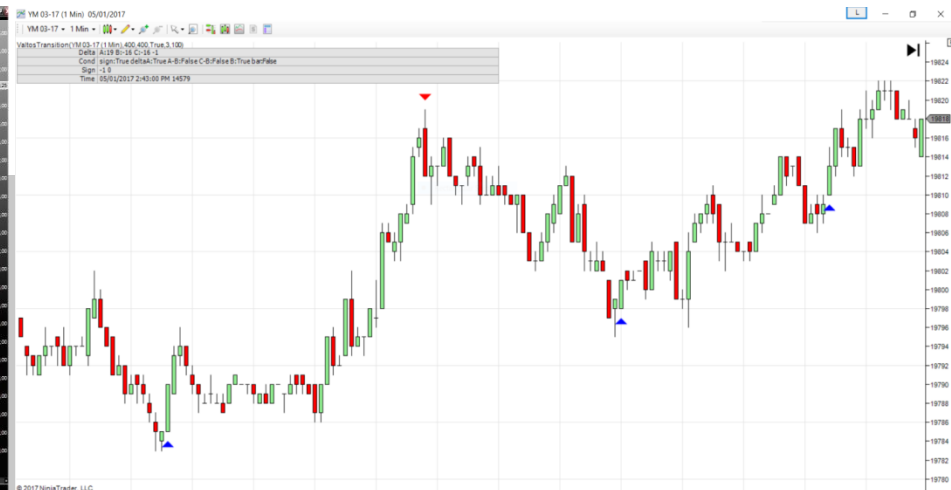 YM 03-17 (1 Min) 05/01/2017
L
YM 03-17 1 Min
ValtosTransition(YM 03-17 (1 Min),400,400,True,3,100)
Delta A:19 B:-16 C:-16 -1
Cond sign:True deltaA:True A-B:False C-B:False B:True bar:False
Sign -1 0
Time 05/01/2017 2:43:00 PM 14579
19824
19822
19820
19818
19816
19814
19812
19810
19808
19806
19804
19802
19800
19798
19796
19794
19792
19790
19788
19786
19784
19782
19780
© 2017 NinjaTrader, LLC